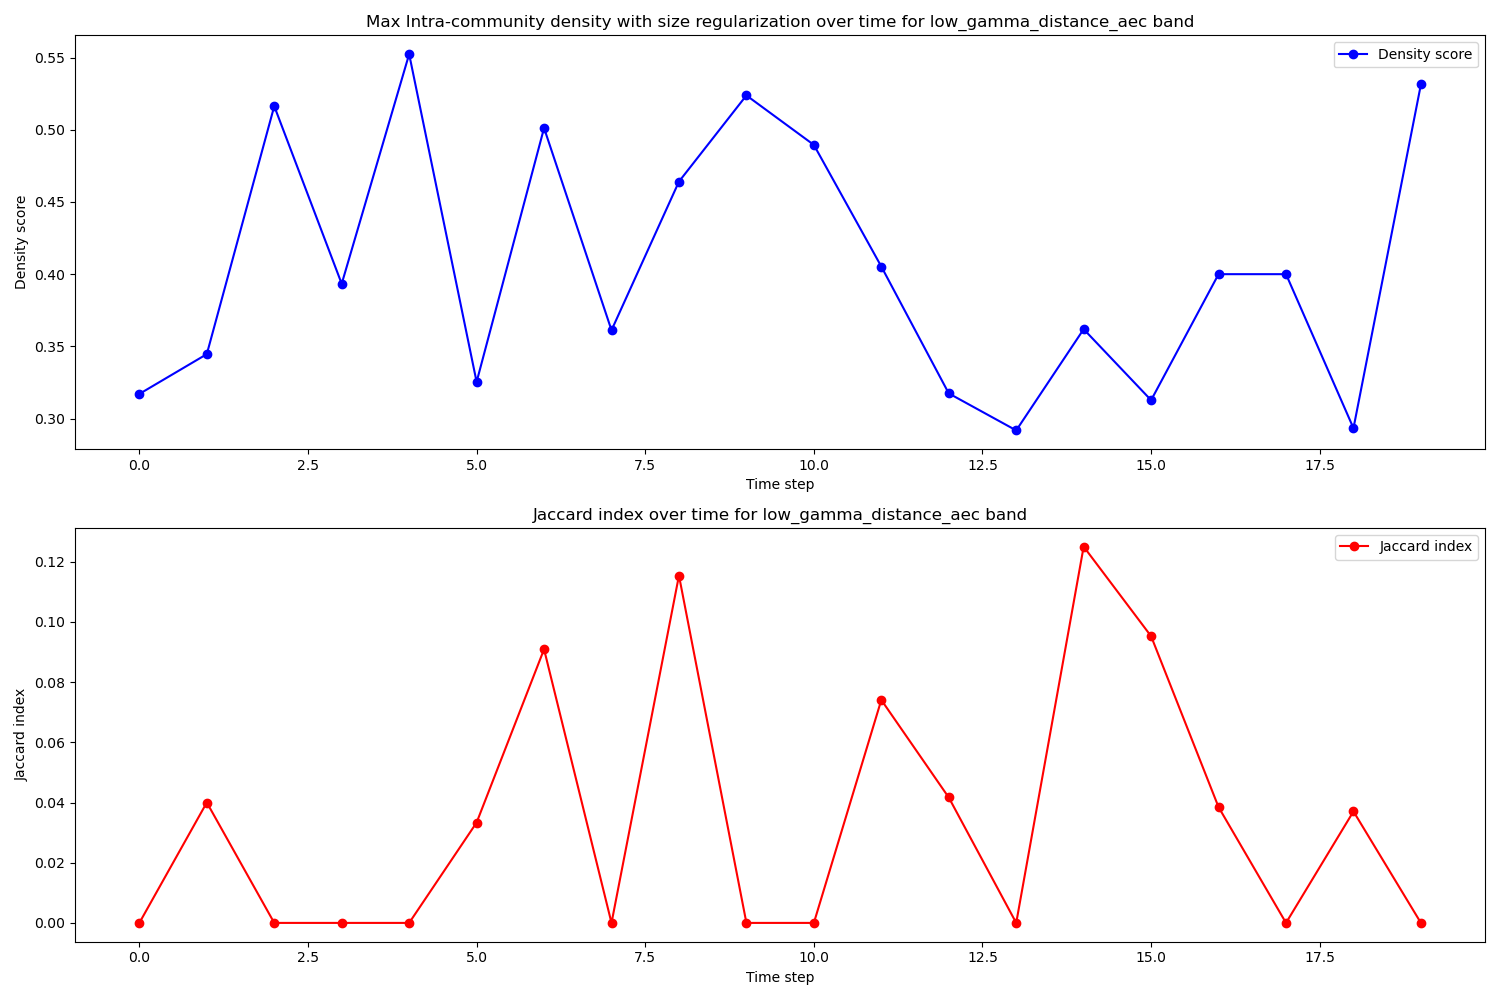 Max Intra-community density with size regularization over time for low_gamma_distance_aec band
Density score
Density score
0.55
0.50
0.45
0.40
0.35
0.30
0.0 2.5 5.0 7.5 10.0 12.5 15.0 17.5
Time step
Jaccard index over time for low_gamma_distance_aec band
Jaccard index
Jaccard index
0.12
0.10
0.08
0.06
0.04
0.02
0.00
0.0 2.5 5.0 7.5 10.0 12.5 15.0 17.5
Time step